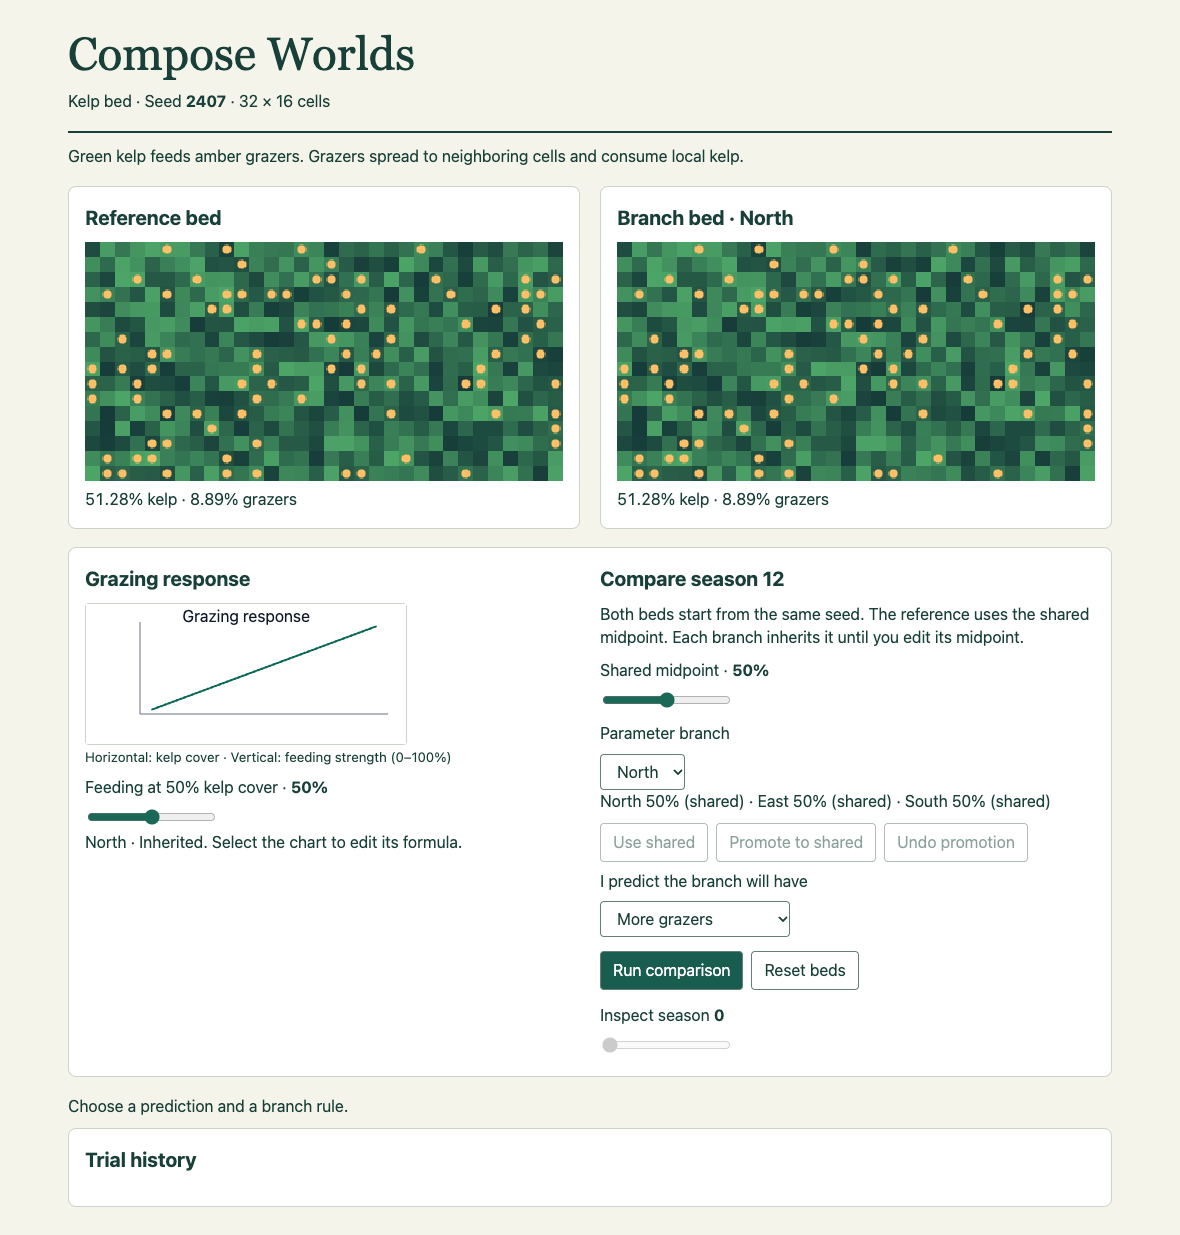 Compose Worlds
Kelp bed · Seed 2407 · 32 × 16 cells
Green kelp feeds amber grazers. Grazers spread to neighboring cells and consume local kelp.
Reference bed
51.28% kelp · 8.89% grazers
Branch bed · North
51.28% kelp · 8.89% grazers
Grazing response
Grazing response
Horizontal: kelp cover · Vertical: feeding strength (0–100%)
Feeding at 50% kelp cover · 50%
North · Inherited. Select the chart to edit its formula.
Compare season 12
Both beds start from the same seed. The reference uses the shared
midpoint. Each branch inherits it until you edit its midpoint.
Shared midpoint · 50%
Parameter branch
North
North 50% (shared) · East 50% (shared) · South 50% (shared)
Use shared Promote to shared Undo promotion
I predict the branch will have
More grazers
Run comparison Reset beds
Inspect season 0
Choose a prediction and a branch rule.
Trial history